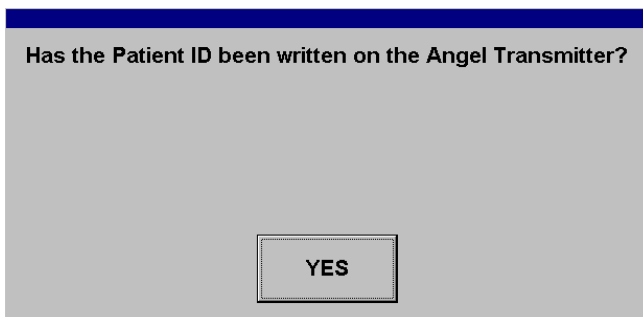 Has the Patient ID been written on the Angel Transmitter?
YES